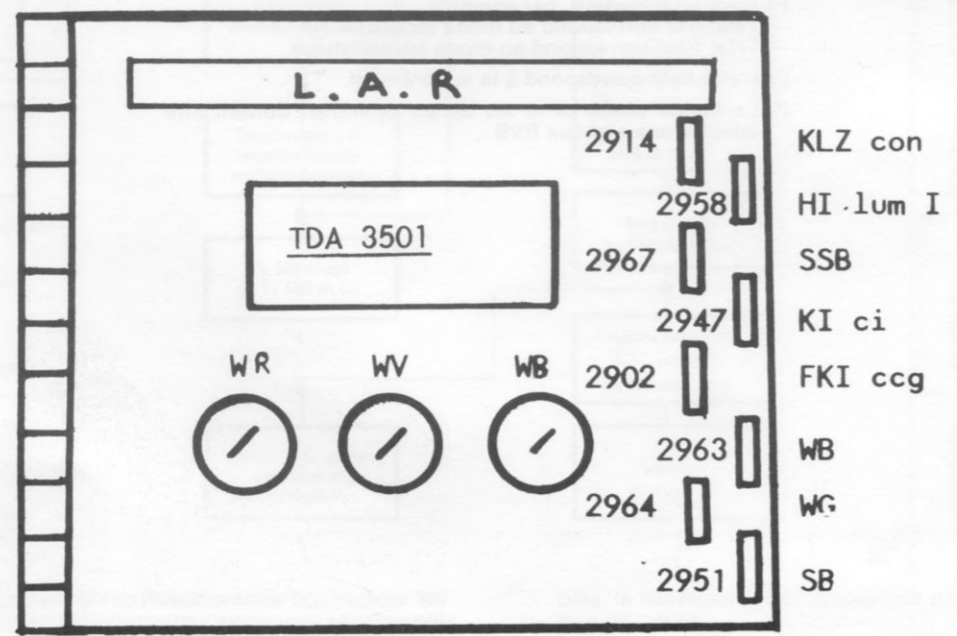 L.A.R
2914 KLZ con
2958 HI lum I
TDA 3501
2967 SSB
2947 KI ci
WR WV WB
2902 FKI ccg
2963 WB
2964 WG
2951 SB